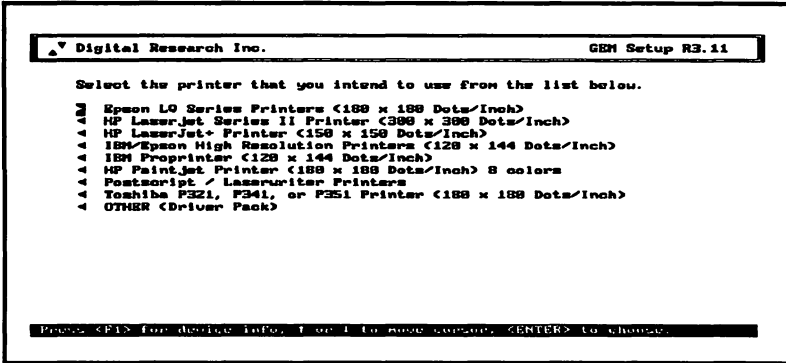 Digital Research Inc. GEM Setup R3.11
Select the printer that you intend to use from the list below.
Epson LQ Series Printers (180 x 180 Dots/Inch)
HP LaserJet Series II Printer (300 x 300 Dots/Inch)
HP LaserJet+ Printer (150 x 150 Dots/Inch)
IBM/Epson High Resolution Printers (120 x 144 Dots/Inch)
IBM Proprinter (120 x 144 Dots/Inch)
HP PaintJet Printer (180 x 180 Dots/Inch) 8 colors
Postscript / Laserwriter Printers
Toshiba P321, P341, or P351 Printer (180 x 180 Dots/Inch)
OTHER (Driver Pack)
Press <F1> for device info, ↑ or ↓ to move cursor, <ENTER> to choose.